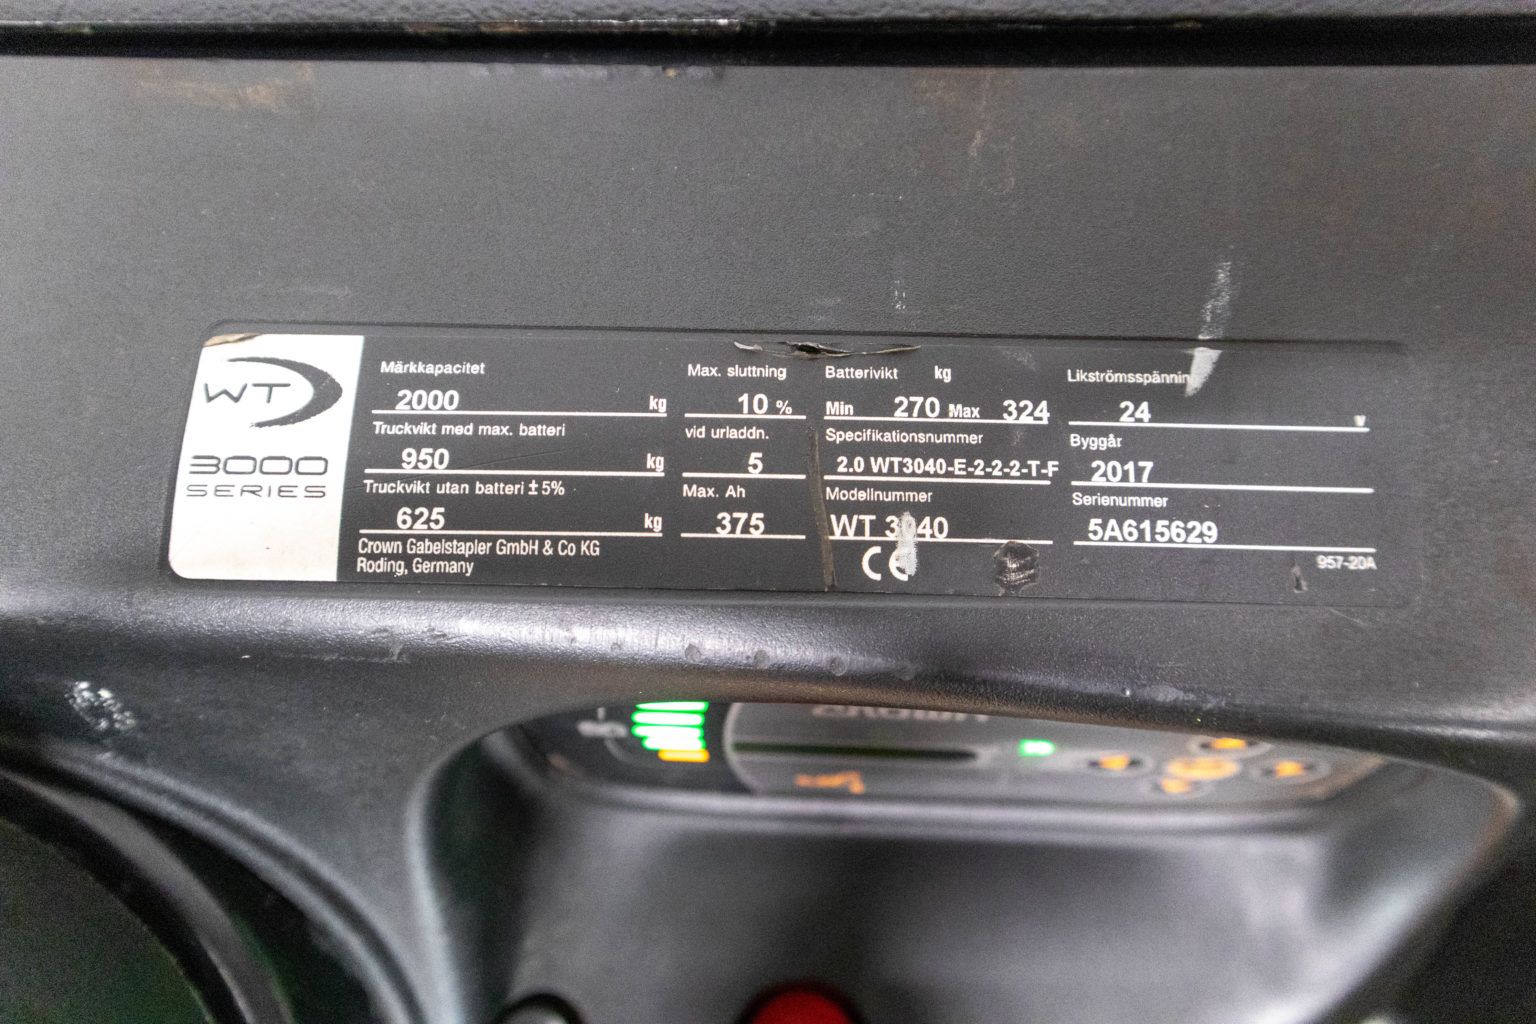 WT
3000
SERIES
Märkkapacitet
2000 kg
Truckvikt med max. batteri
950 kg
Truckvikt utan batteri ±5%
625 kg
Crown Gabelstapler GmbH & Co KG
Roding, Germany
Max. sluttning
10 %
vid urladdn.
5
Max. Ah
375
Batterivikt kg
Min 270 Max 324
Specifikationsnummer
2.0 WT3040-E-2-2-2-T-F
Modellnummer
WT 3040
CE
Likströmsspänning
24 V
Byggår
2017
Serienummer
5A615629
957-20A
CROWN